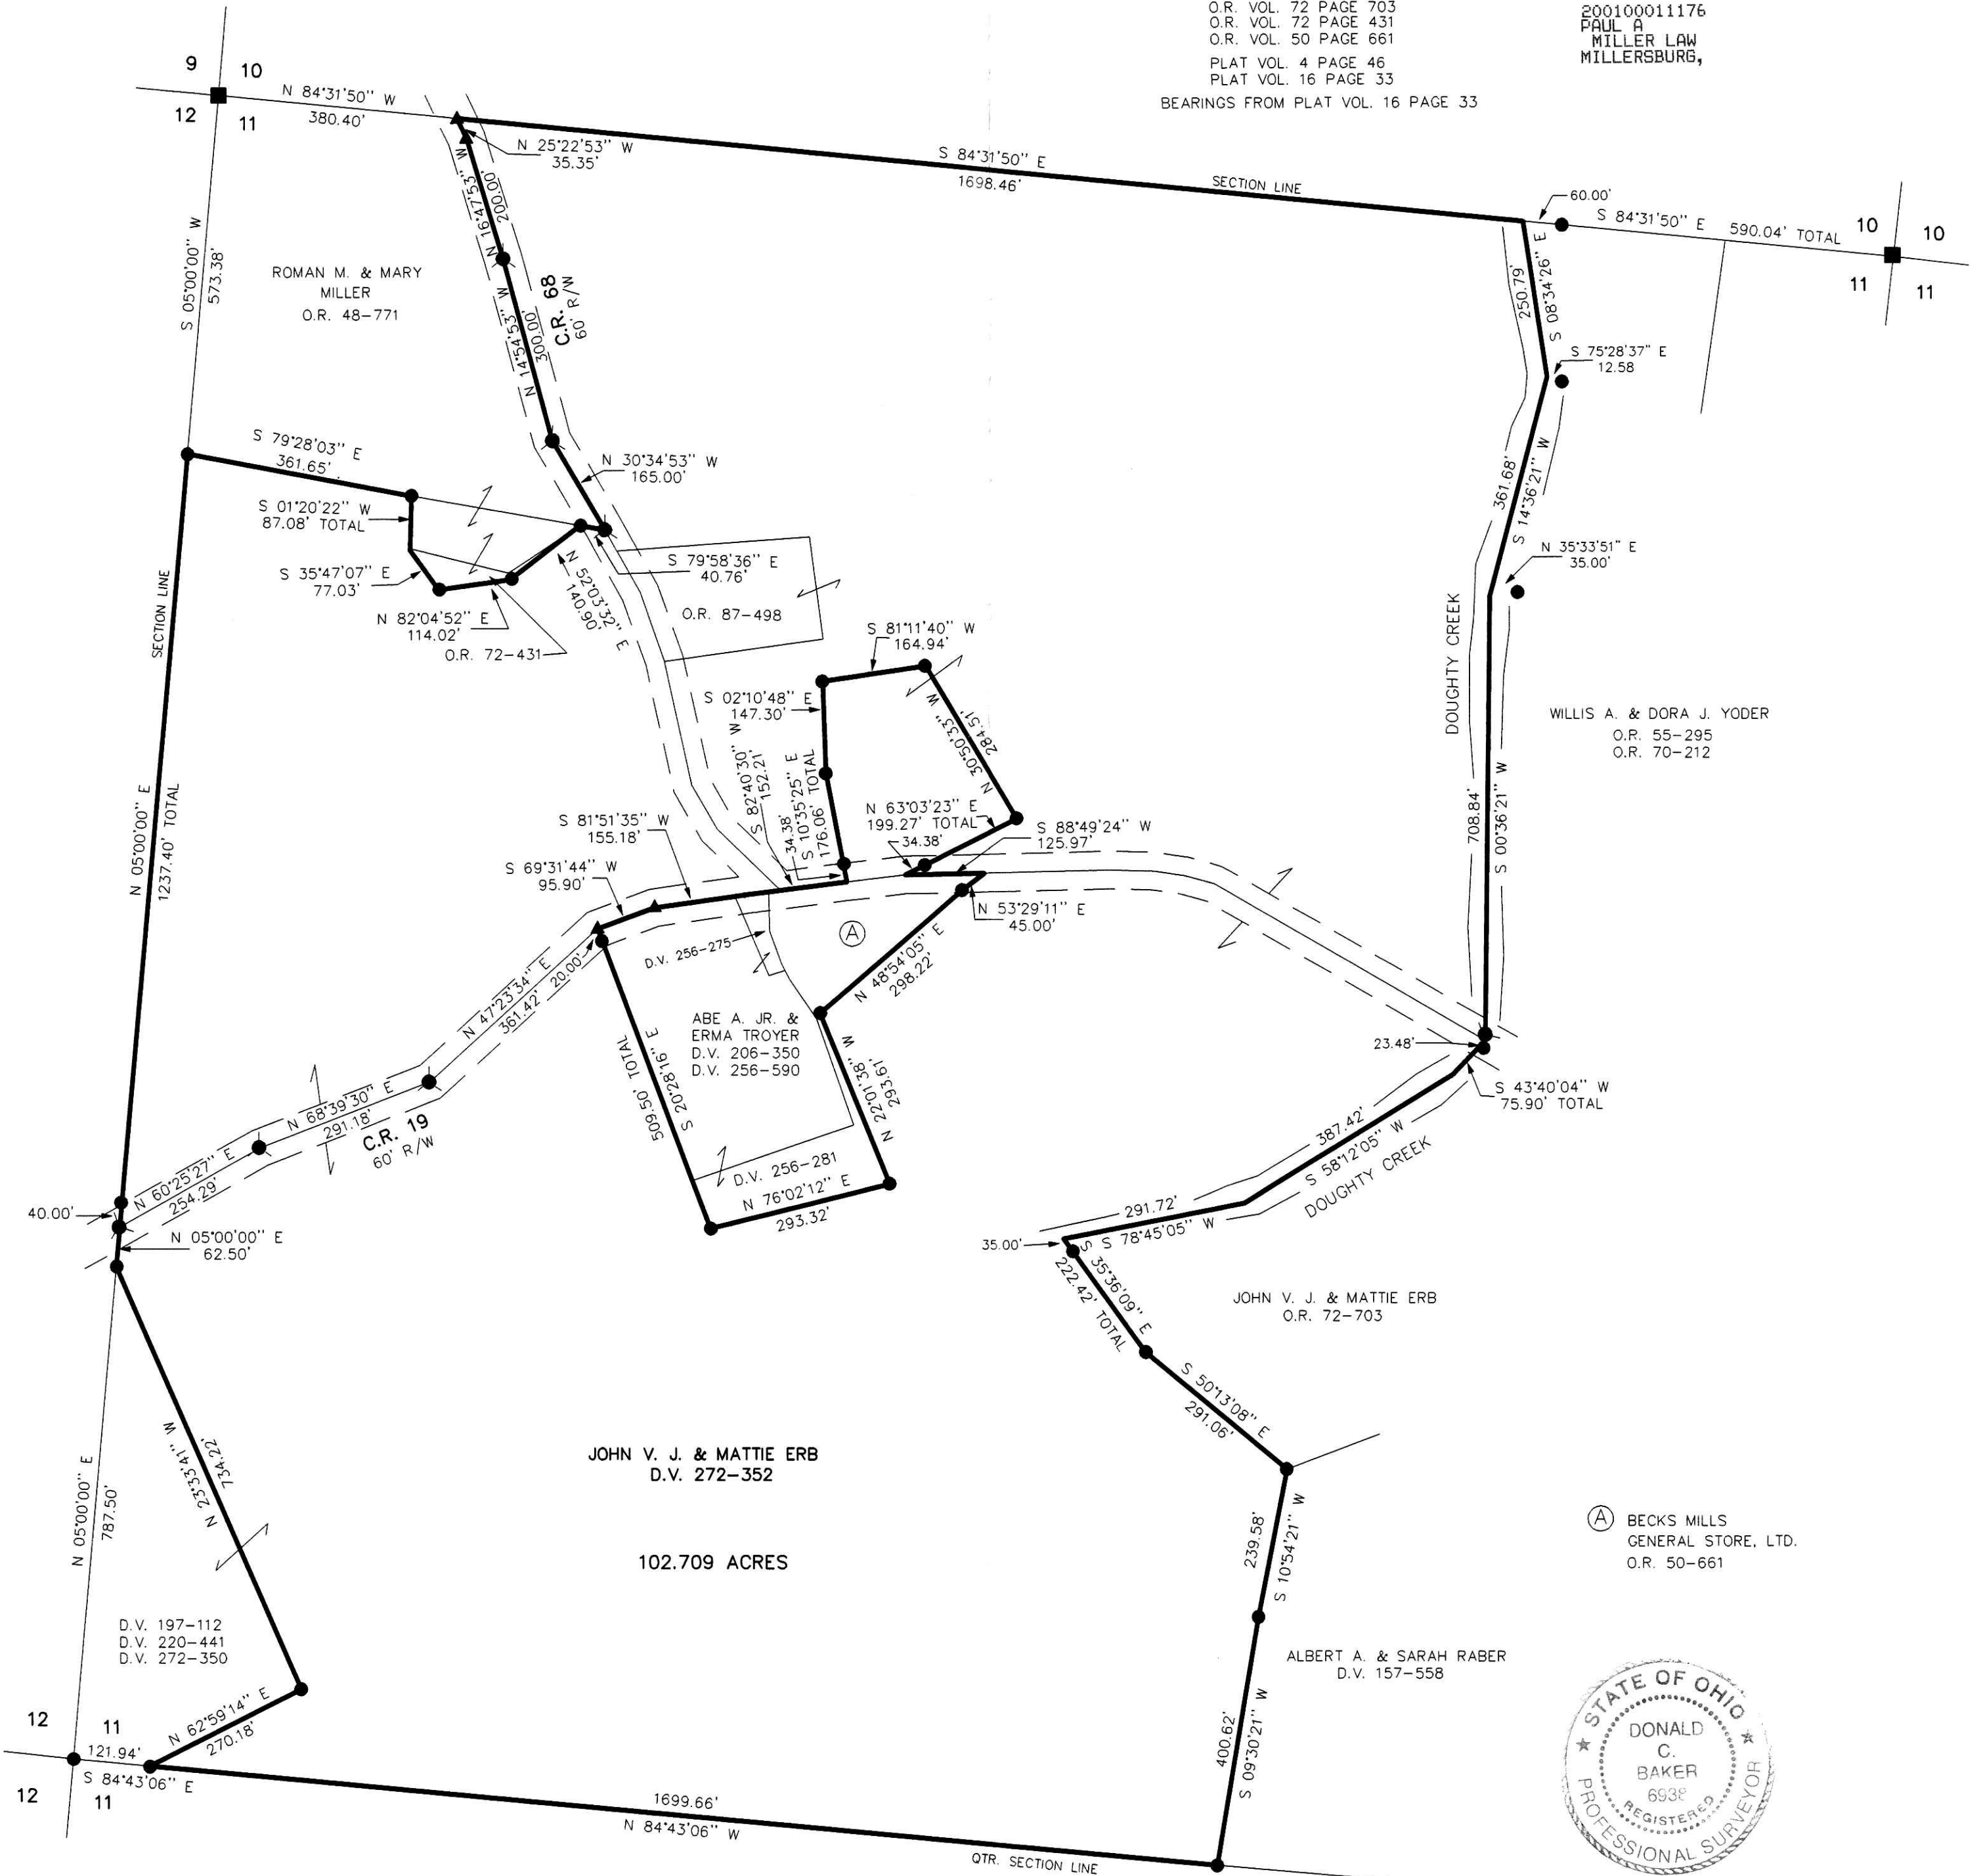 O.R. VOL. 72 PAGE 703
O.R. VOL. 72 PAGE 431
O.R. VOL. 50 PAGE 661
PLAT VOL. 4 PAGE 46
PLAT VOL. 16 PAGE 33
BEARINGS FROM PLAT VOL. 16 PAGE 33
200100011176
PAUL A
MILLER LAW
MILLERSBURG,
9 10
12 11
N 84°31'50'' W
380.40'
N 25°22'53'' W
35.35'
S 84°31'50'' E
1698.46'
SECTION LINE
60.00'
S 84°31'50'' E 590.04' TOTAL
10 10
11 11
S 05°00'00'' W
573.38'
ROMAN M. & MARY
MILLER
O.R. 48-771
N 16°47'53'' W
200.00'
N 14°54'53'' W
300.00'
C.R. 68
60' R/W
250.79'
S 08°34'26'' E
S 75°28'37'' E
12.58
361.68'
S 14°36'21'' W
N 35°33'51'' E
35.00'
S 79°28'03'' E
361.65'
N 30°34'53'' W
165.00'
S 01°20'22'' W
87.08' TOTAL
S 35°47'07'' E
77.03'
N 82°04'52'' E
114.02'
O.R. 72-431
N 52°03'32'' E
140.90'
S 79°58'36'' E
40.76'
O.R. 87-498
SECTION LINE
S 81°11'40'' W
164.94'
S 02°10'48'' E
147.30'
N 30°50'33'' W
284.51'
DOUGHTY CREEK
WILLIS A. & DORA J. YODER
O.R. 55-295
O.R. 70-212
708.84'
S 00°36'21'' W
N 05°00'00'' E
1237.40' TOTAL
S 82°40'30'' W
152.21'
34.38'
S 10°35'25'' E
176.06' TOTAL
N 63°03'23'' E
199.27' TOTAL
34.38'
S 88°49'24'' W
125.97'
S 81°51'35'' W
155.18'
S 69°31'44'' W
95.90'
N 53°29'11'' E
45.00'
A
D.V. 256-275
N 48°54'05'' E
298.22'
N 47°23'34'' E
361.42'
20.00'
ABE A. JR. &
ERMA TROYER
D.V. 206-350
D.V. 256-590
S 20°28'16'' E
509.50' TOTAL
N 22°01'38'' W
293.61'
23.48'
S 43°40'04'' W
75.90' TOTAL
N 68°39'30'' E
291.18'
C.R. 19
60' R/W
N 60°25'27'' E
254.29'
40.00'
N 05°00'00'' E
62.50'
D.V. 256-281
N 76°02'12'' E
293.32'
387.42'
S 58°12'05'' W
DOUGHTY CREEK
291.72'
S 78°45'05'' W
35.00'
S 35°36'09'' E
222.42' TOTAL
JOHN V. J. & MATTIE ERB
O.R. 72-703
S 50°13'08'' E
291.06'
N 23°33'41'' W
734.22'
N 05°00'00'' E
787.50'
JOHN V. J. & MATTIE ERB
D.V. 272-352
102.709 ACRES
239.58'
S 10°54'21'' W
A BECKS MILLS
GENERAL STORE, LTD.
O.R. 50-661
D.V. 197-112
D.V. 220-441
D.V. 272-350
ALBERT A. & SARAH RABER
D.V. 157-558
400.62'
S 09°30'21'' W
N 62°59'14'' E
270.18'
12 11
121.94'
S 84°43'06'' E
12 11
1699.66'
N 84°43'06'' W
QTR. SECTION LINE
STATE OF OHIO
DONALD
C.
BAKER
6938
REGISTERED
PROFESSIONAL SURVEYOR